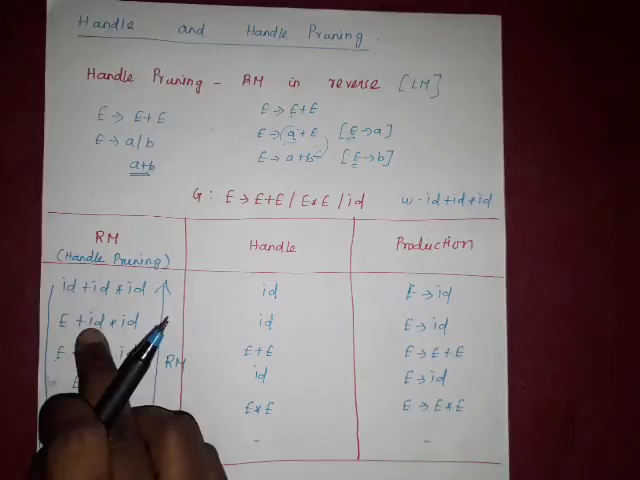 Handle and Handle Pruning
Handle Pruning - RM in reverse [LM]
E → E+E
E → a/b
a+b
E → E+E
E → a+E [E→a]
E → a+b [E→b]
G: E → E+E / E*E / id w - id+id*id
RM (Handle Pruning) Handle Production
id +id *id id E → id
E +id *id id E → id
E E+E E → E+E
RM id E → id
E*E E → E*E
- -